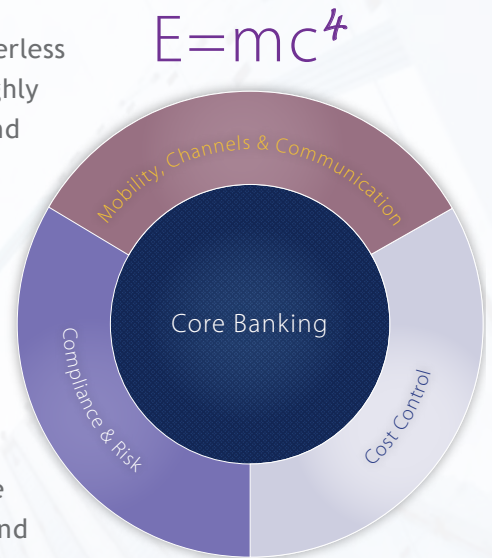 E=mc⁴
Mobility, Channels & Communication
Core Banking
Compliance & Risk
Cost Control